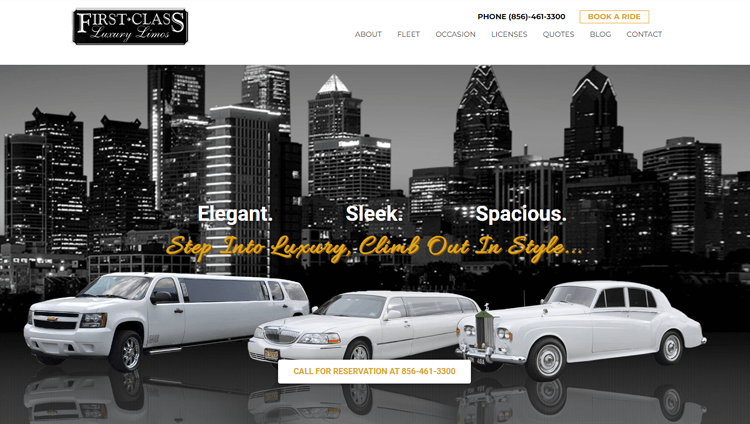 FIRST CLASS
Luxury Limos
PHONE (856)-461-3300
BOOK A RIDE
ABOUT FLEET OCCASION LICENSES QUOTES BLOG CONTACT
Elegant. Sleek. Spacious.
Step Into Luxury, Climb Out In Style...
CALL FOR RESERVATION AT 856-461-3300